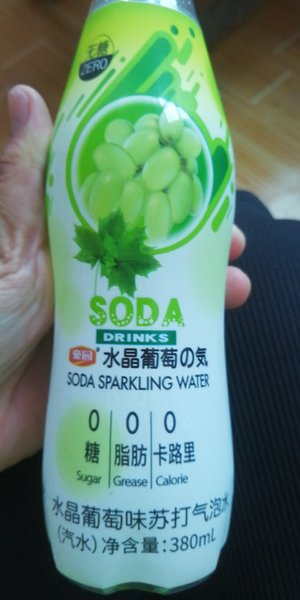 无糖
ZERO
SODA
DRINKS
豪园® 水晶葡萄の気
SODA SPARKLING WATER
0 0 0
糖 脂肪 卡路里
Sugar Grease Calorie
水晶葡萄味苏打气泡水
(汽水) 净含量:380mL